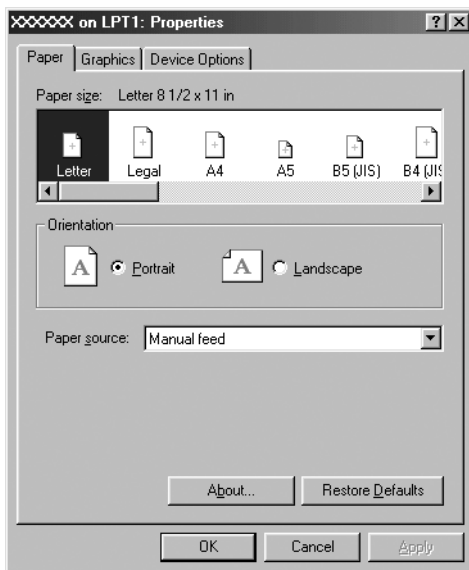 XXXXXX on LPT1: Properties ? X
Paper Graphics Device Options
Paper size: Letter 8 1/2 x 11 in
Letter Legal A4 A5 B5 (JIS) B4 (JIS
Orientation
A Portrait A Landscape
Paper source: Manual feed
About... Restore Defaults
OK Cancel Apply